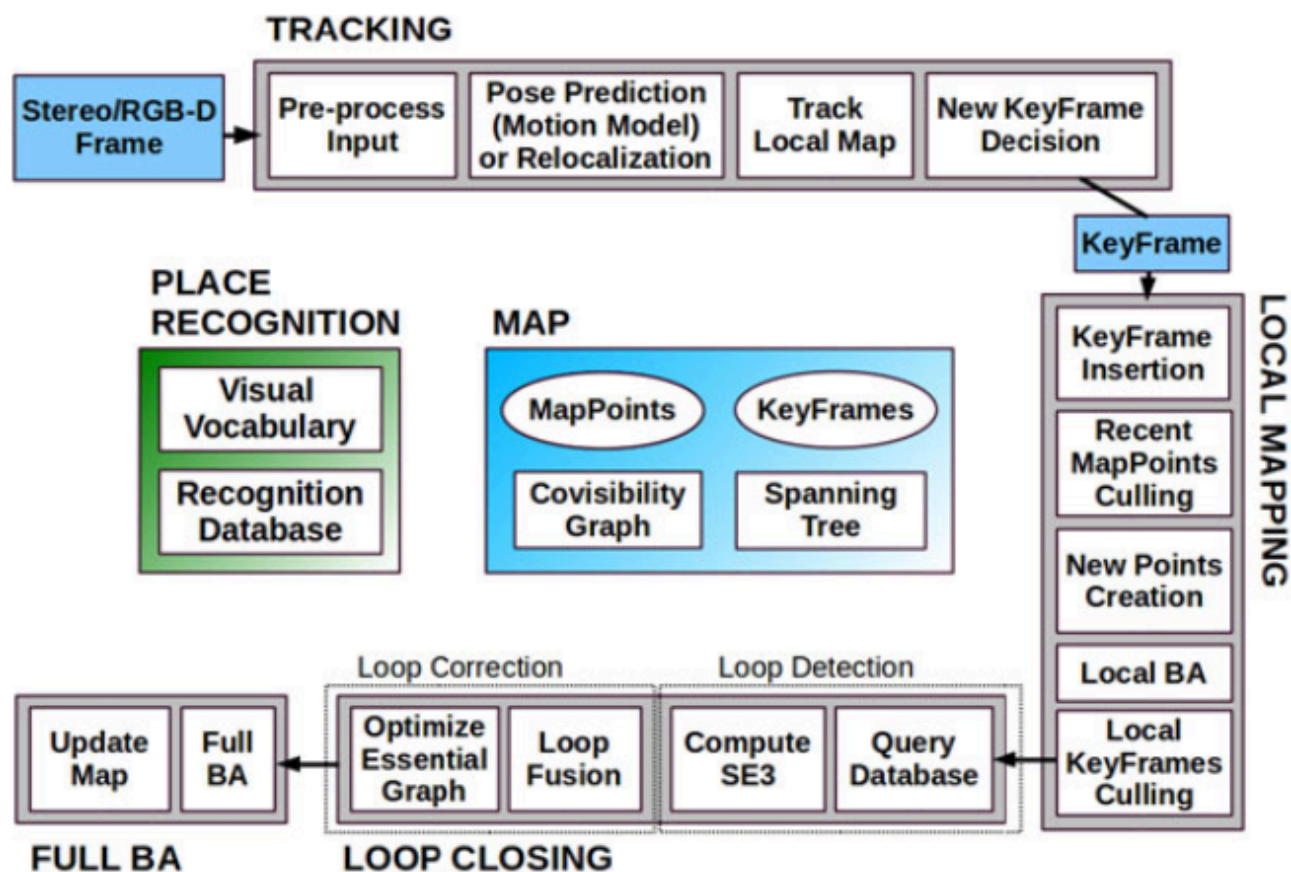 TRACKING
Stereo/RGB-D
Frame
Pre-process
Input
Pose Prediction
(Motion Model)
or Relocalization
Track
Local Map
New KeyFrame
Decision
KeyFrame
LOCAL MAPPING
KeyFrame
Insertion
Recent
MapPoints
Culling
New Points
Creation
Local BA
Local
KeyFrames
Culling
PLACE
RECOGNITION
Visual
Vocabulary
Recognition
Database
MAP
MapPoints
KeyFrames
Covisibility
Graph
Spanning
Tree
Loop Correction
Loop Detection
Update
Map
Full
BA
Optimize
Essential
Graph
Loop
Fusion
Compute
SE3
Query
Database
FULL BA
LOOP CLOSING